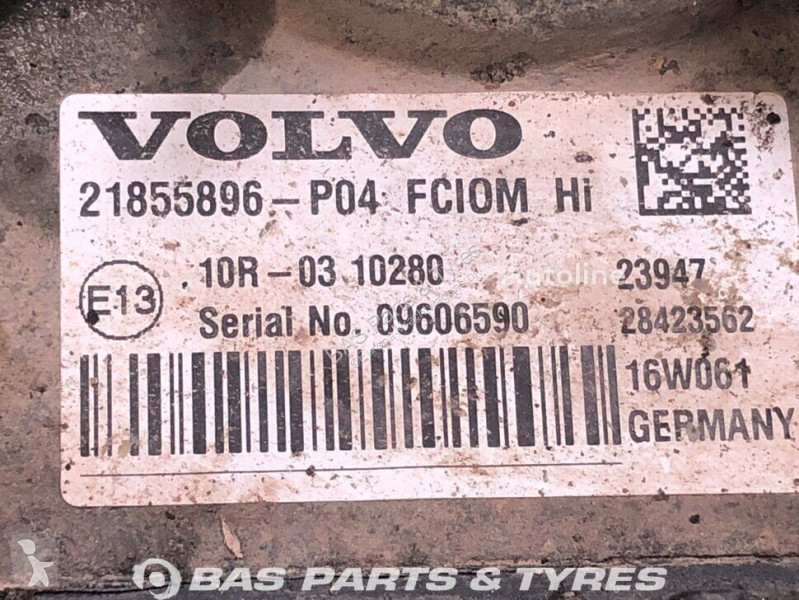 VOLVO
21855896-P04 FCIOM Hi
10R-03 10280 23947
E13
Serial No. 09606590 28423562
16W061
GERMANY
Autoline
BAS PARTS & TYRES